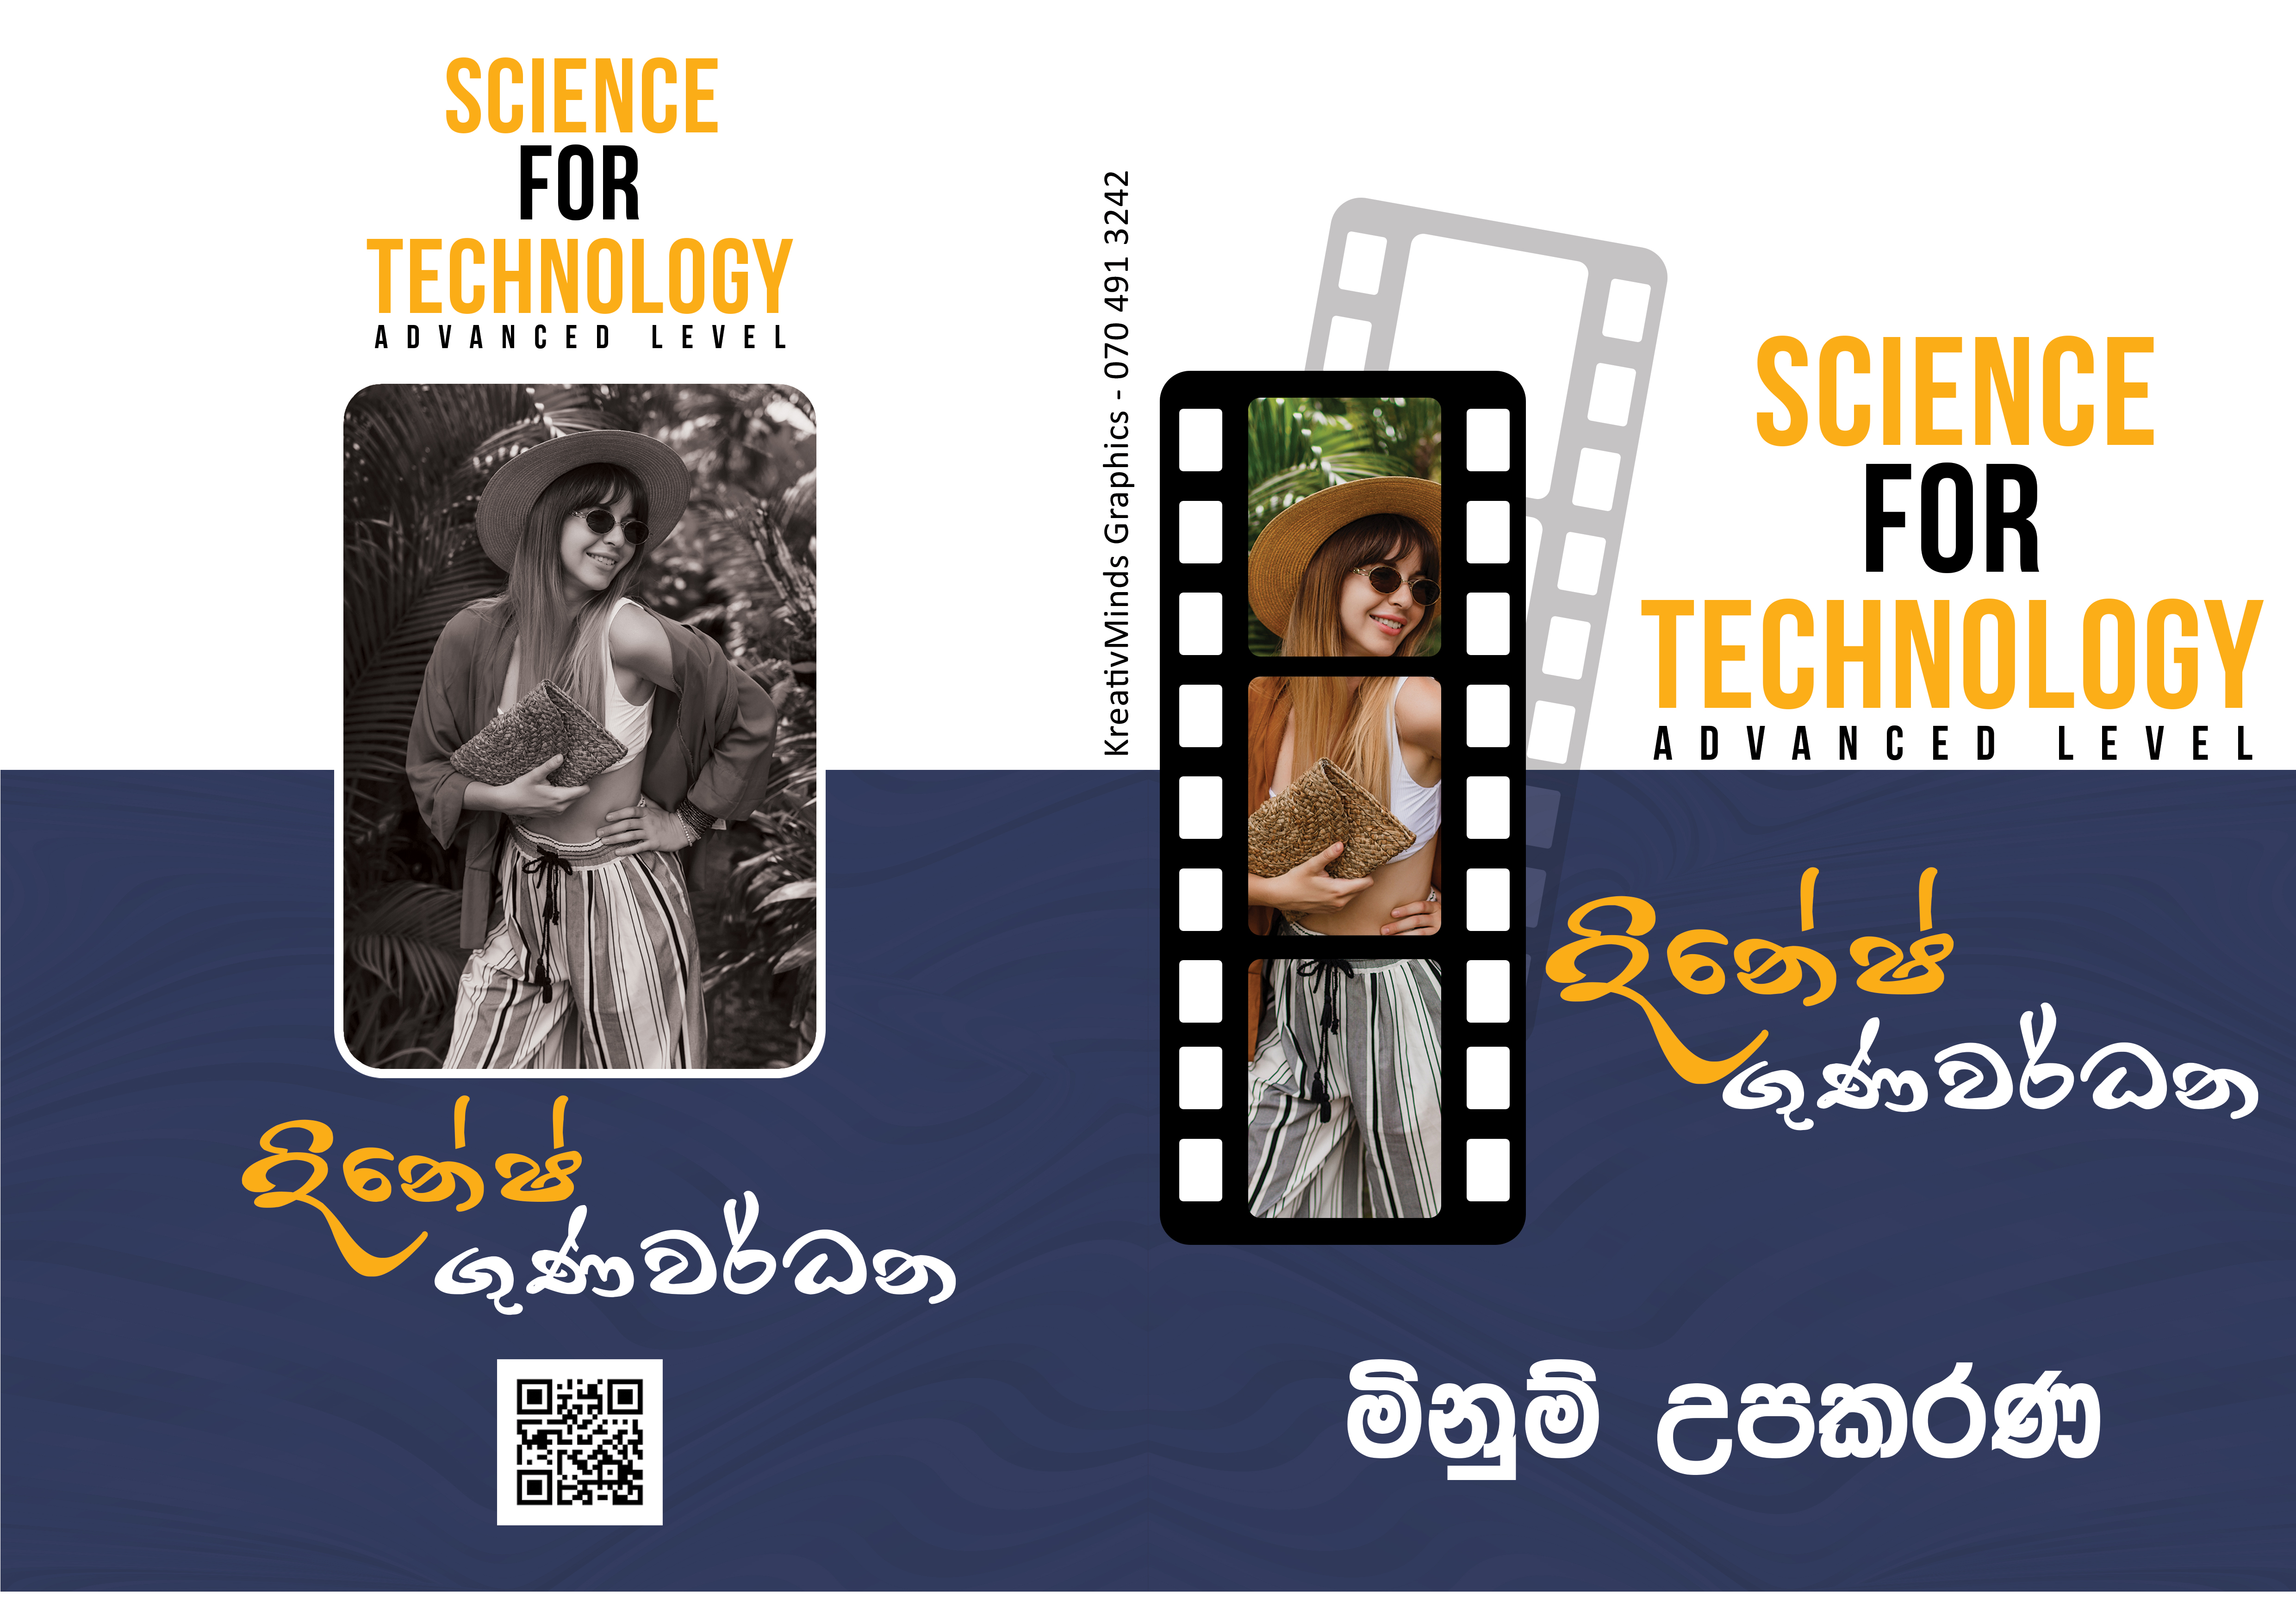 SCIENCE
FOR
TECHNOLOGY
ADVANCED LEVEL
දිනේෂ්
ගුණවර්ධන
KreativMinds Graphics - 070 491 3242
SCIENCE
FOR
TECHNOLOGY
ADVANCED LEVEL
දිනේෂ්
ගුණවර්ධන
මිනුම් උපකරණ